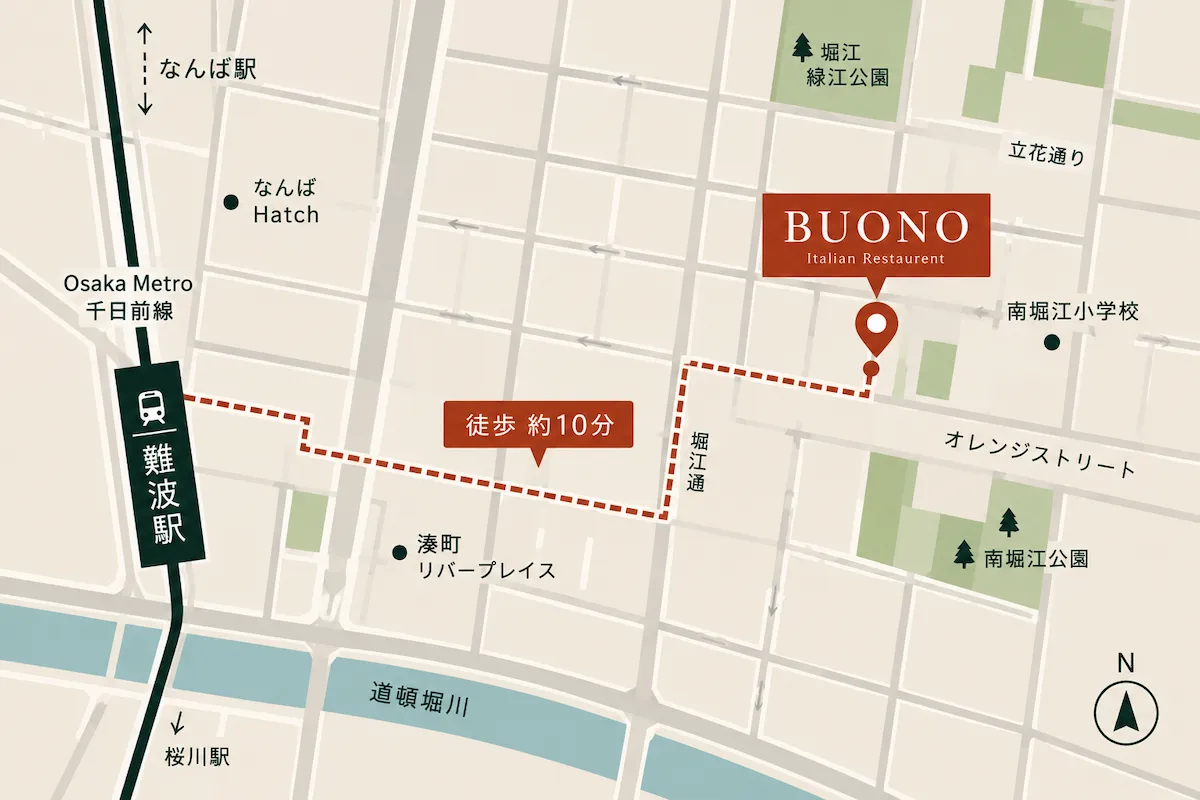 なんば駅
堀江
緑江公園
立花通り
なんば
Hatch
BUONO
Italian Restaurent
Osaka Metro
千日前線
南堀江小学校
難波駅
徒歩 約10分
堀江通
オレンジストリート
湊町
リバープレイス
南堀江公園
道頓堀川
桜川駅
N